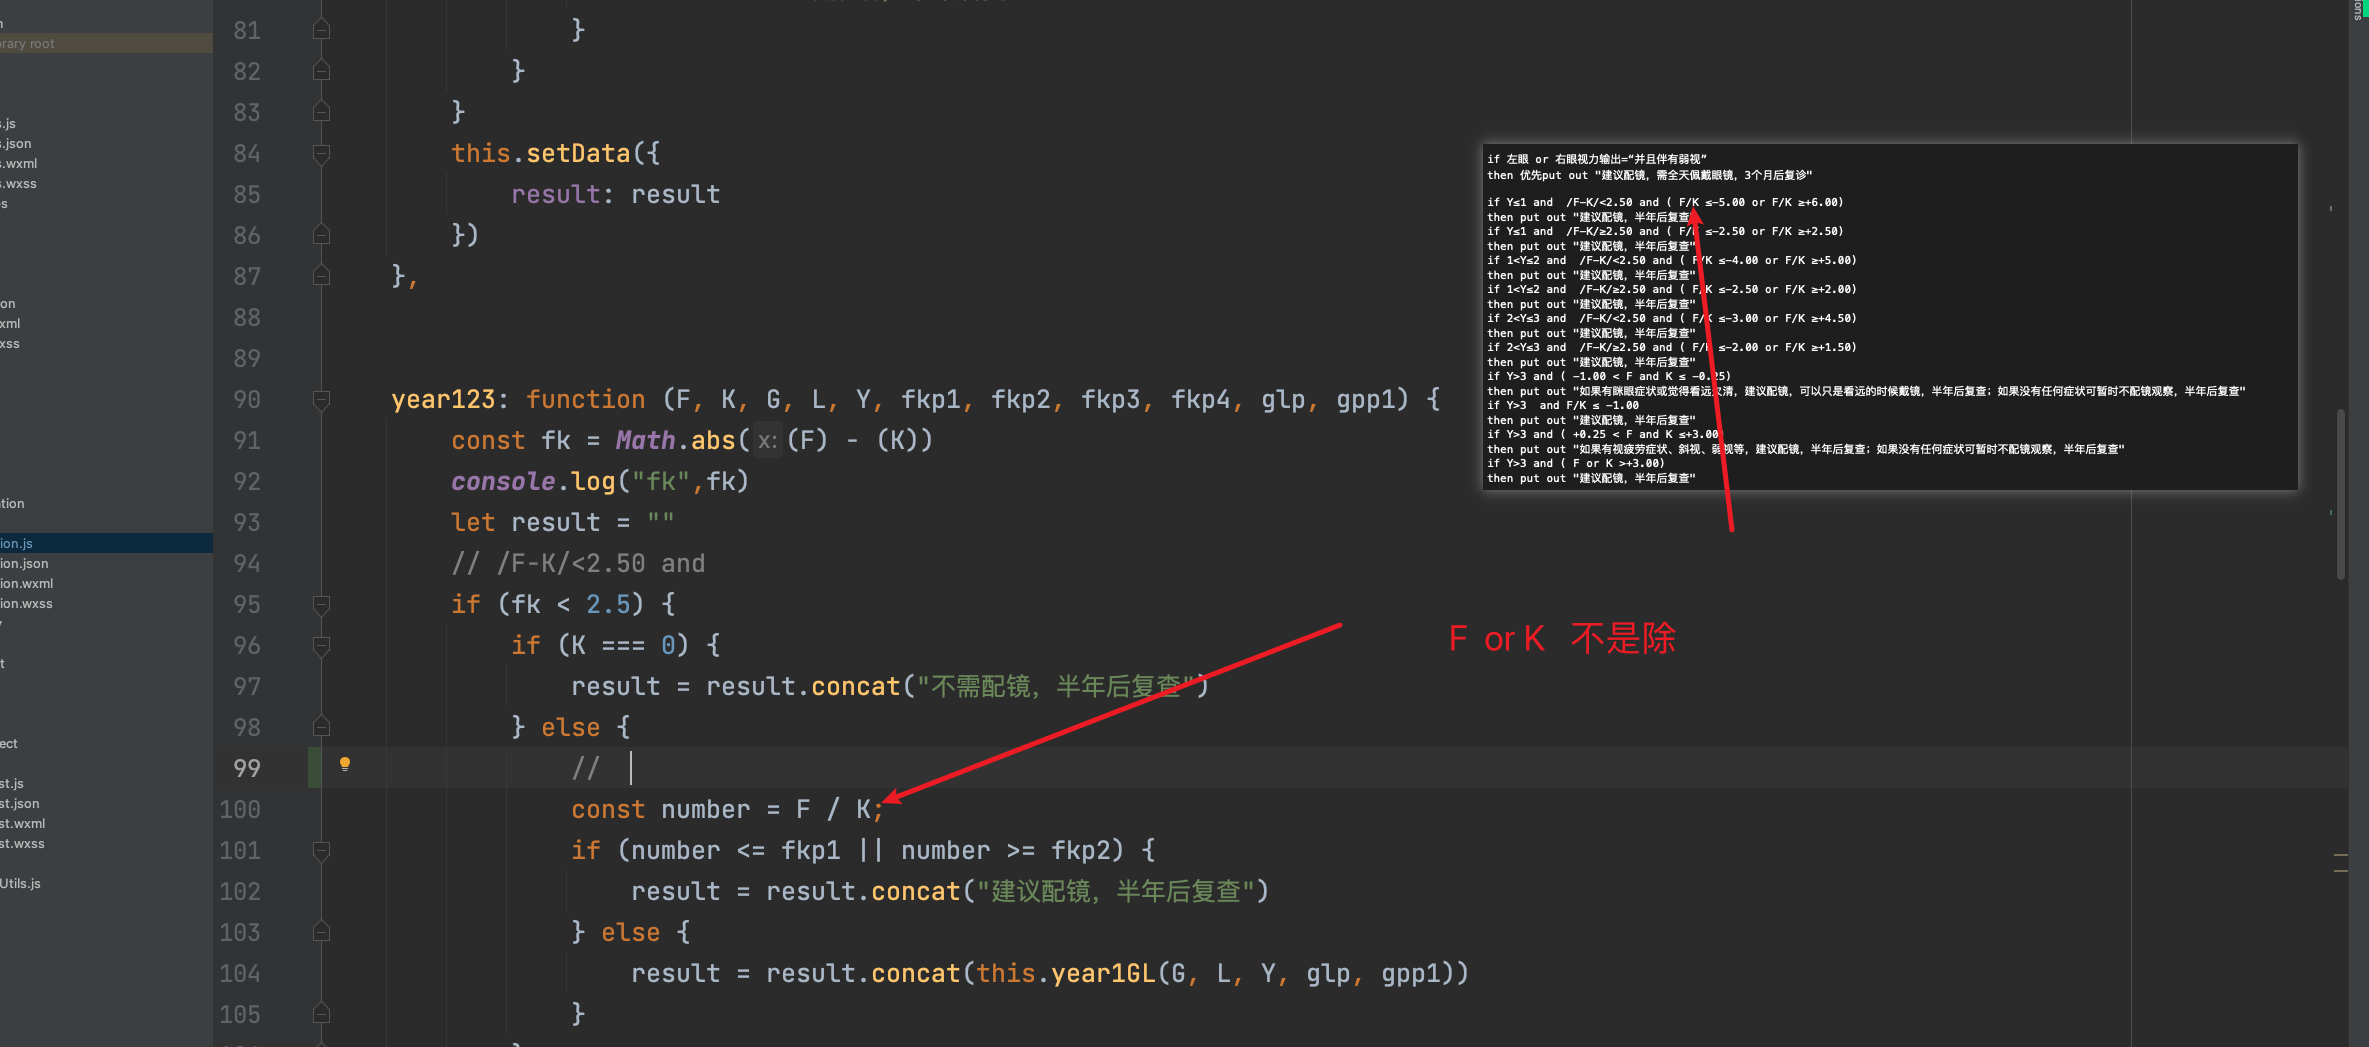 n
rary root
s.js
s.json
s.wxml
s.wxss
s
on
xml
xss
tion
ion.js
ion.json
ion.wxml
ion.wxss
t
ect
st.js
st.json
st.wxml
st.wxss
Utils.js
ions
81 }
82 }
83 }
84 this.setData({
85 result: result
86 })
87 },
88
89
90 year123: function (F, K, G, L, Y, fkp1, fkp2, fkp3, fkp4, glp, gpp1) {
91 const fk = Math.abs( x: (F) - (K))
92 console.log("fk",fk)
93 let result = ""
94 // /F-K/<2.50 and
95 if (fk < 2.5) {
96 if (K === 0) {
97 result = result.concat("不需配镜，半年后复查")
98 } else {
99 //
100 const number = F / K;
101 if (number <= fkp1 || number >= fkp2) {
102 result = result.concat("建议配镜，半年后复查")
103 } else {
104 result = result.concat(this.year1GL(G, L, Y, glp, gpp1))
105 }
if 左眼 or 右眼视力输出=“并且伴有弱视”
then 优先put out "建议配镜，需全天佩戴眼镜，3个月后复诊"
if Y≤1 and /F-K/<2.50 and ( F/K ≤-5.00 or F/K ≥+6.00)
then put out "建议配镜，半年后复查"
if Y≤1 and /F-K/≥2.50 and ( F/K ≤-2.50 or F/K ≥+2.50)
then put out "建议配镜，半年后复查"
if 1<Y≤2 and /F-K/<2.50 and ( F/K ≤-4.00 or F/K ≥+5.00)
then put out "建议配镜，半年后复查"
if 1<Y≤2 and /F-K/≥2.50 and ( F/K ≤-2.50 or F/K ≥+2.00)
then put out "建议配镜，半年后复查"
if 2<Y≤3 and /F-K/<2.50 and ( F/K ≤-3.00 or F/K ≥+4.50)
then put out "建议配镜，半年后复查"
if 2<Y≤3 and /F-K/≥2.50 and ( F/K ≤-2.00 or F/K ≥+1.50)
then put out "建议配镜，半年后复查"
if Y>3 and ( -1.00 < F and K ≤ -0.25)
then put out "如果有眯眼症状或觉得看远欠清，建议配镜，可以只是看远的时候戴镜，半年后复查；如果没有任何症状可暂时不配镜观察，半年后复查"
if Y>3 and F/K ≤ -1.00
then put out "建议配镜，半年后复查"
if Y>3 and ( +0.25 < F and K ≤+3.00)
then put out "如果有视疲劳症状、斜视、弱视等，建议配镜，半年后复查；如果没有任何症状可暂时不配镜观察，半年后复查"
if Y>3 and ( F or K >+3.00)
then put out "建议配镜，半年后复查"
F or K 不是除